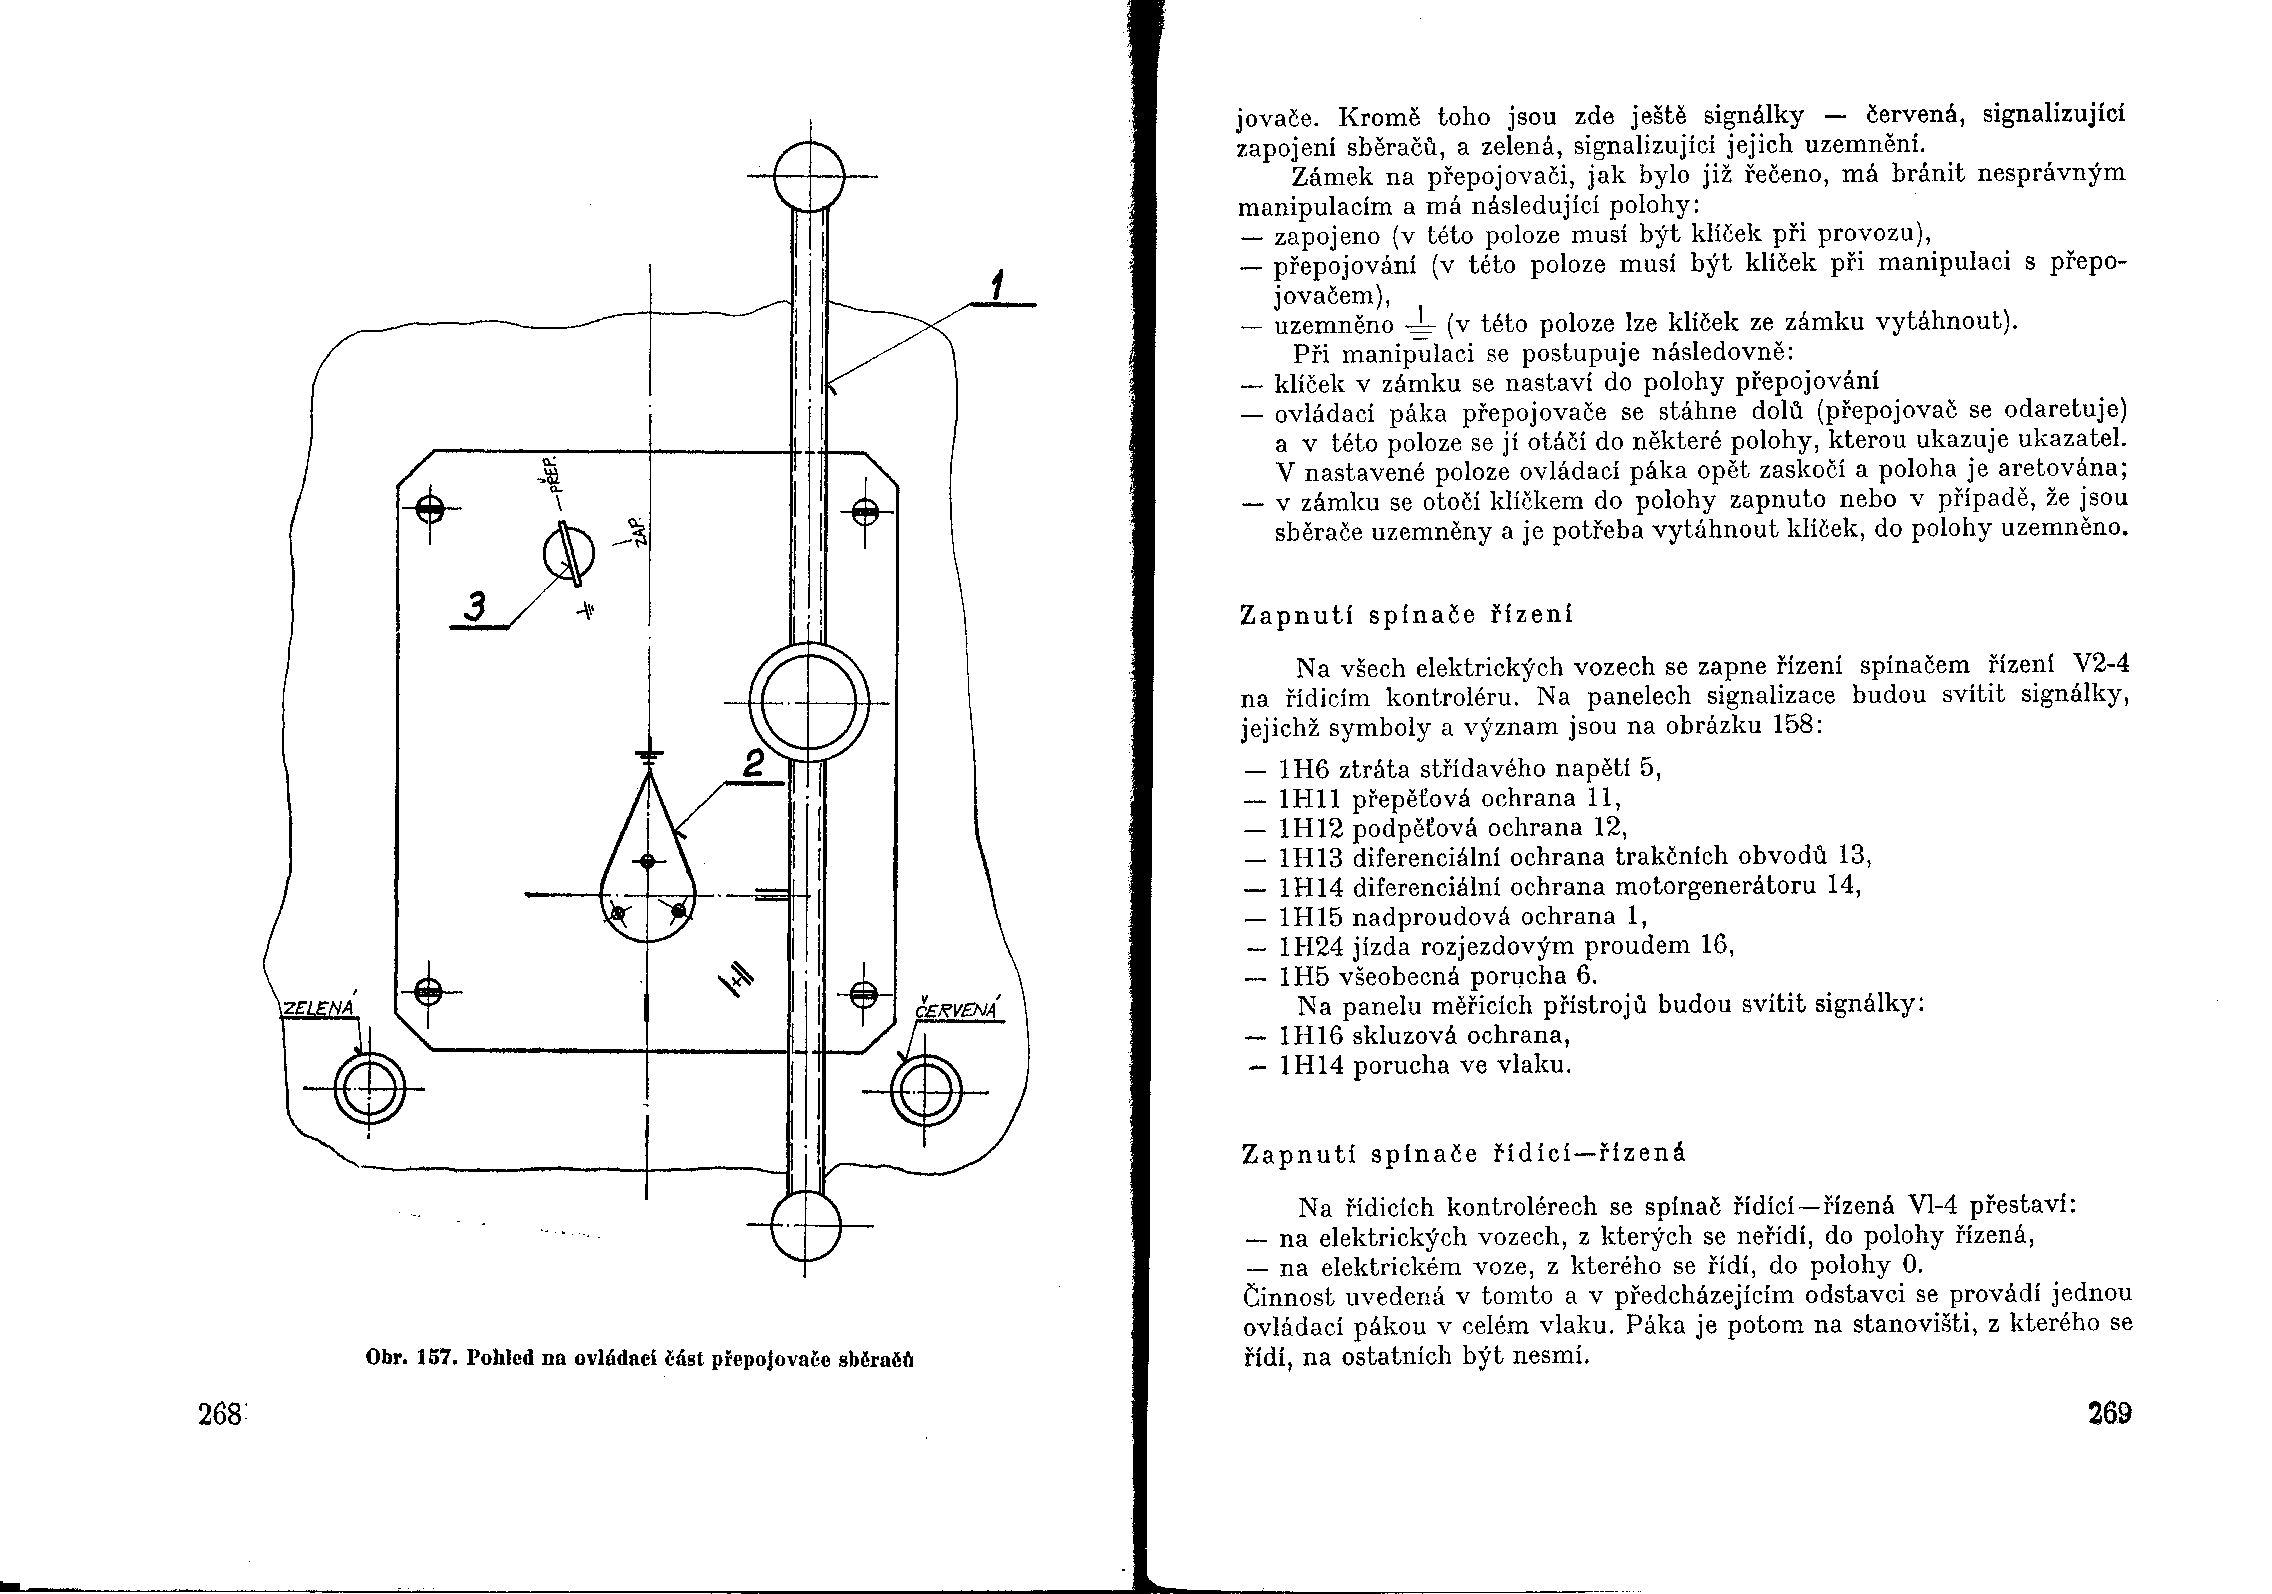 1
PŘEP.
ZAP.
3
2
ZELENÁ
ČERVENÁ
Obr. 157. Pohled na ovládací část přepojovače sběračů
268
jovače. Kromě toho jsou zde ještě signálky — červená, signalizující
zapojení sběračů, a zelená, signalizující jejich uzemnění.
Zámek na přepojovači, jak bylo již řečeno, má bránit nesprávným
manipulacím a má následující polohy:
— zapojeno (v této poloze musí být klíček při provozu),
— přepojování (v této poloze musí být klíček při manipulaci s přepo-
jovačem),
— uzemněno ⏚ (v této poloze lze klíček ze zámku vytáhnout).
Při manipulaci se postupuje následovně:
— klíček v zámku se nastaví do polohy přepojování
— ovládací páka přepojovače se stáhne dolů (přepojovač se odaretuje)
a v této poloze se jí otáčí do některé polohy, kterou ukazuje ukazatel.
V nastavené poloze ovládací páka opět zaskočí a poloha je aretována;
— v zámku se otočí klíčkem do polohy zapnuto nebo v případě, že jsou
sběrače uzemněny a je potřeba vytáhnout klíček, do polohy uzemněno.
Zapnutí spínače řízení
Na všech elektrických vozech se zapne řízení spínačem řízení V2-4
na řídicím kontroléru. Na panelech signalizace budou svítit signálky,
jejichž symboly a význam jsou na obrázku 158:
— 1H6 ztráta střídavého napětí 5,
— 1H11 přepěťová ochrana 11,
— 1H12 podpěťová ochrana 12,
— 1H13 diferenciální ochrana trakčních obvodů 13,
— 1H14 diferenciální ochrana motorgenerátoru 14,
— 1H15 nadproudová ochrana 1,
— 1H24 jízda rozjezdovým proudem 16,
— 1H5 všeobecná porucha 6.
Na panelu měřicích přístrojů budou svítit signálky:
— 1H16 skluzová ochrana,
— 1H14 porucha ve vlaku.
Zapnutí spínače řídící—řízená
Na řídicích kontrolérech se spínač řídící—řízená V1-4 přestaví:
— na elektrických vozech, z kterých se neřídí, do polohy řízená,
— na elektrickém voze, z kterého se řídí, do polohy 0.
Činnost uvedená v tomto a v předcházejícím odstavci se provádí jednou
ovládací pákou v celém vlaku. Páka je potom na stanovišti, z kterého se
řídí, na ostatních být nesmí.
269